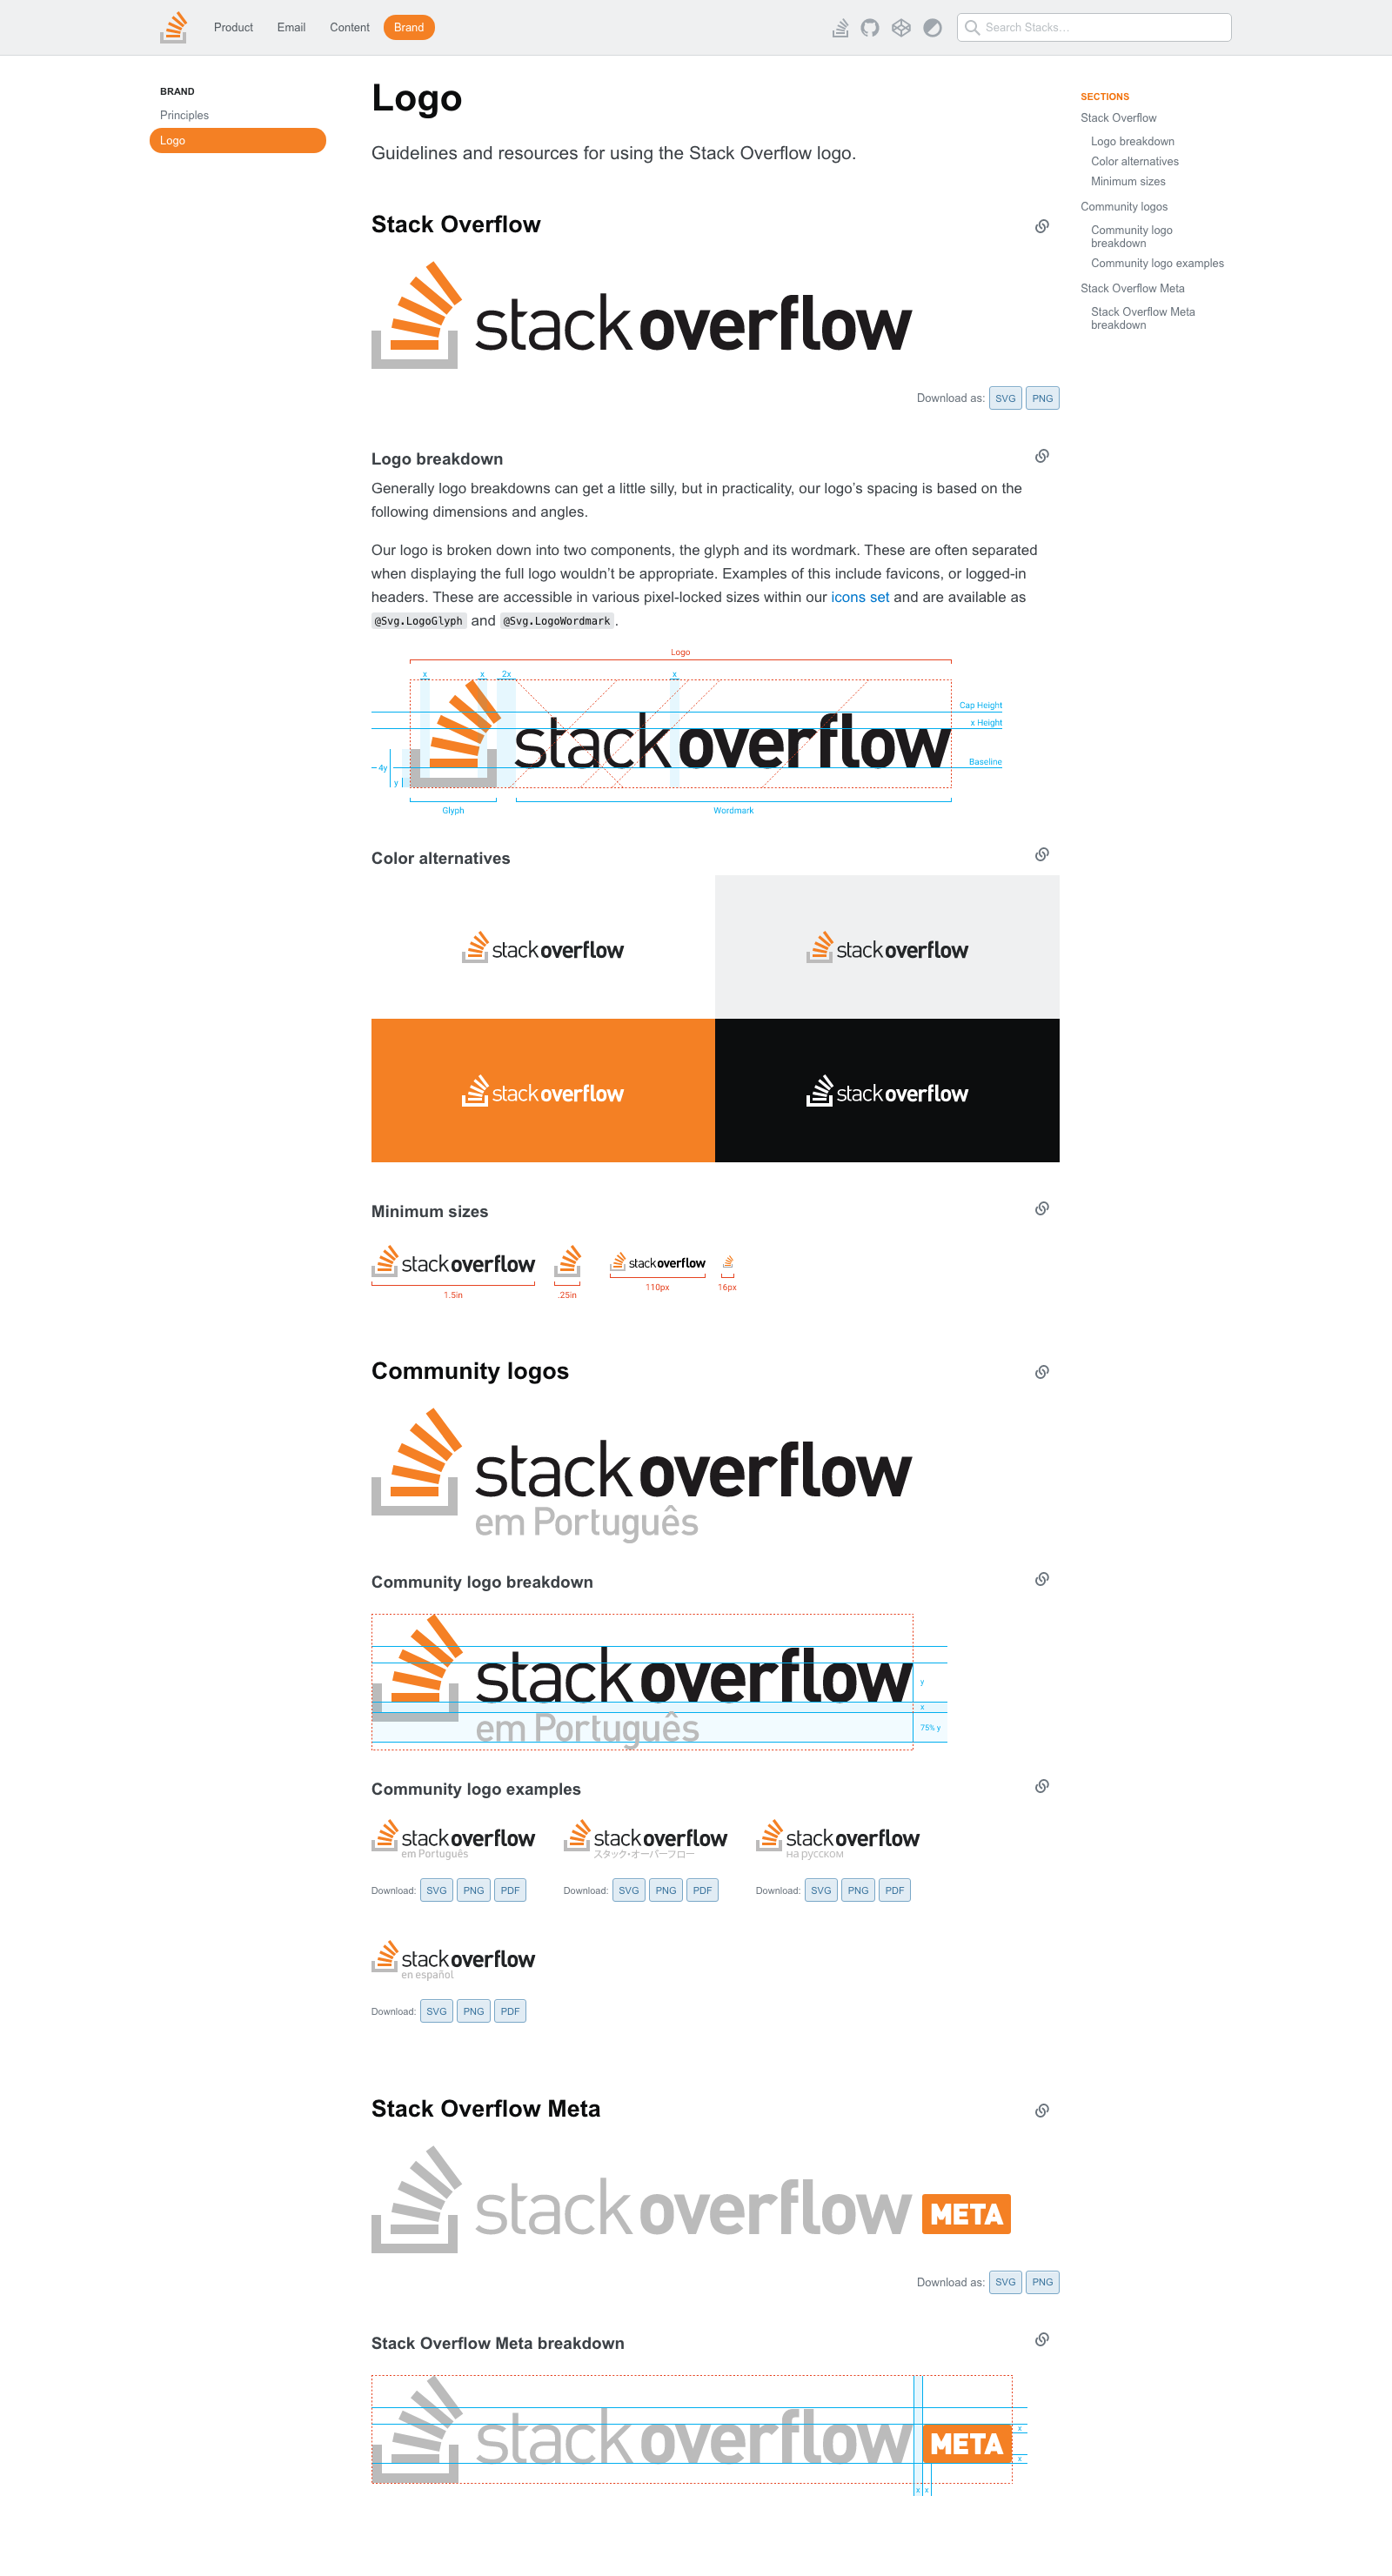 Product Email Content Brand Search Stacks…
BRAND
Principles
Logo
Logo
Guidelines and resources for using the Stack Overflow logo.
SECTIONS
Stack Overflow
Logo breakdown
Color alternatives
Minimum sizes
Community logos
Community logo
breakdown
Community logo examples
Stack Overflow Meta
Stack Overflow Meta
breakdown
Stack Overflow
stackoverflow
Download as: SVG PNG
Logo breakdown
Generally logo breakdowns can get a little silly, but in practicality, our logo’s spacing is based on the
following dimensions and angles.
Our logo is broken down into two components, the glyph and its wordmark. These are often separated
when displaying the full logo wouldn’t be appropriate. Examples of this include favicons, or logged-in
headers. These are accessible in various pixel-locked sizes within our icons set and are available as
@Svg.LogoGlyph and @Svg.LogoWordmark.
Logo
x x 2x x
Cap Height
x Height
stackoverflow
Baseline
4y
y
Glyph Wordmark
Color alternatives
stackoverflow stackoverflow
stackoverflow stackoverflow
Minimum sizes
stackoverflow stackoverflow
1.5in .25in 110px 16px
Community logos
stackoverflow
em Português
Community logo breakdown
stackoverflow
y
x
em Português
75% y
Community logo examples
stackoverflow stackoverflow stackoverflow
em Português スタック・オーバーフロー на русском
Download: SVG PNG PDF Download: SVG PNG PDF Download: SVG PNG PDF
stackoverflow
en español
Download: SVG PNG PDF
Stack Overflow Meta
stackoverflow META
Download as: SVG PNG
Stack Overflow Meta breakdown
stackoverflow META
x
x
x x